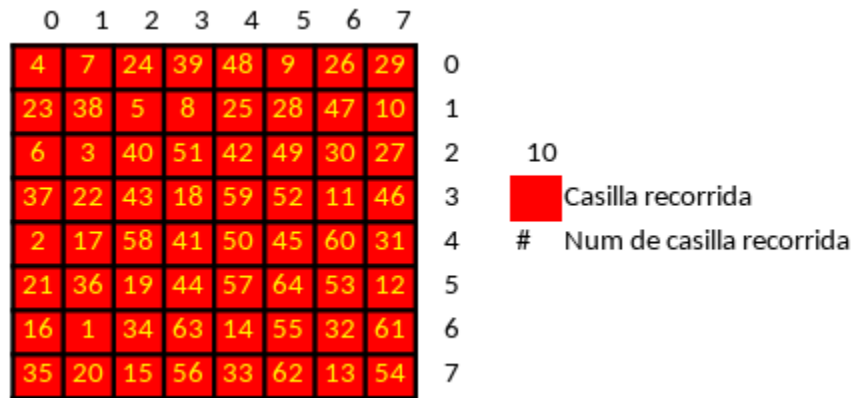 0 1 2 3 4 5 6 7
4 7 24 39 48 9 26 29 0
23 38 5 8 25 28 47 10 1
6 3 40 51 42 49 30 27 2 10
37 22 43 18 59 52 11 46 3 Casilla recorrida
2 17 58 41 50 45 60 31 4 # Num de casilla recorrida
21 36 19 44 57 64 53 12 5
16 1 34 63 14 55 32 61 6
35 20 15 56 33 62 13 54 7